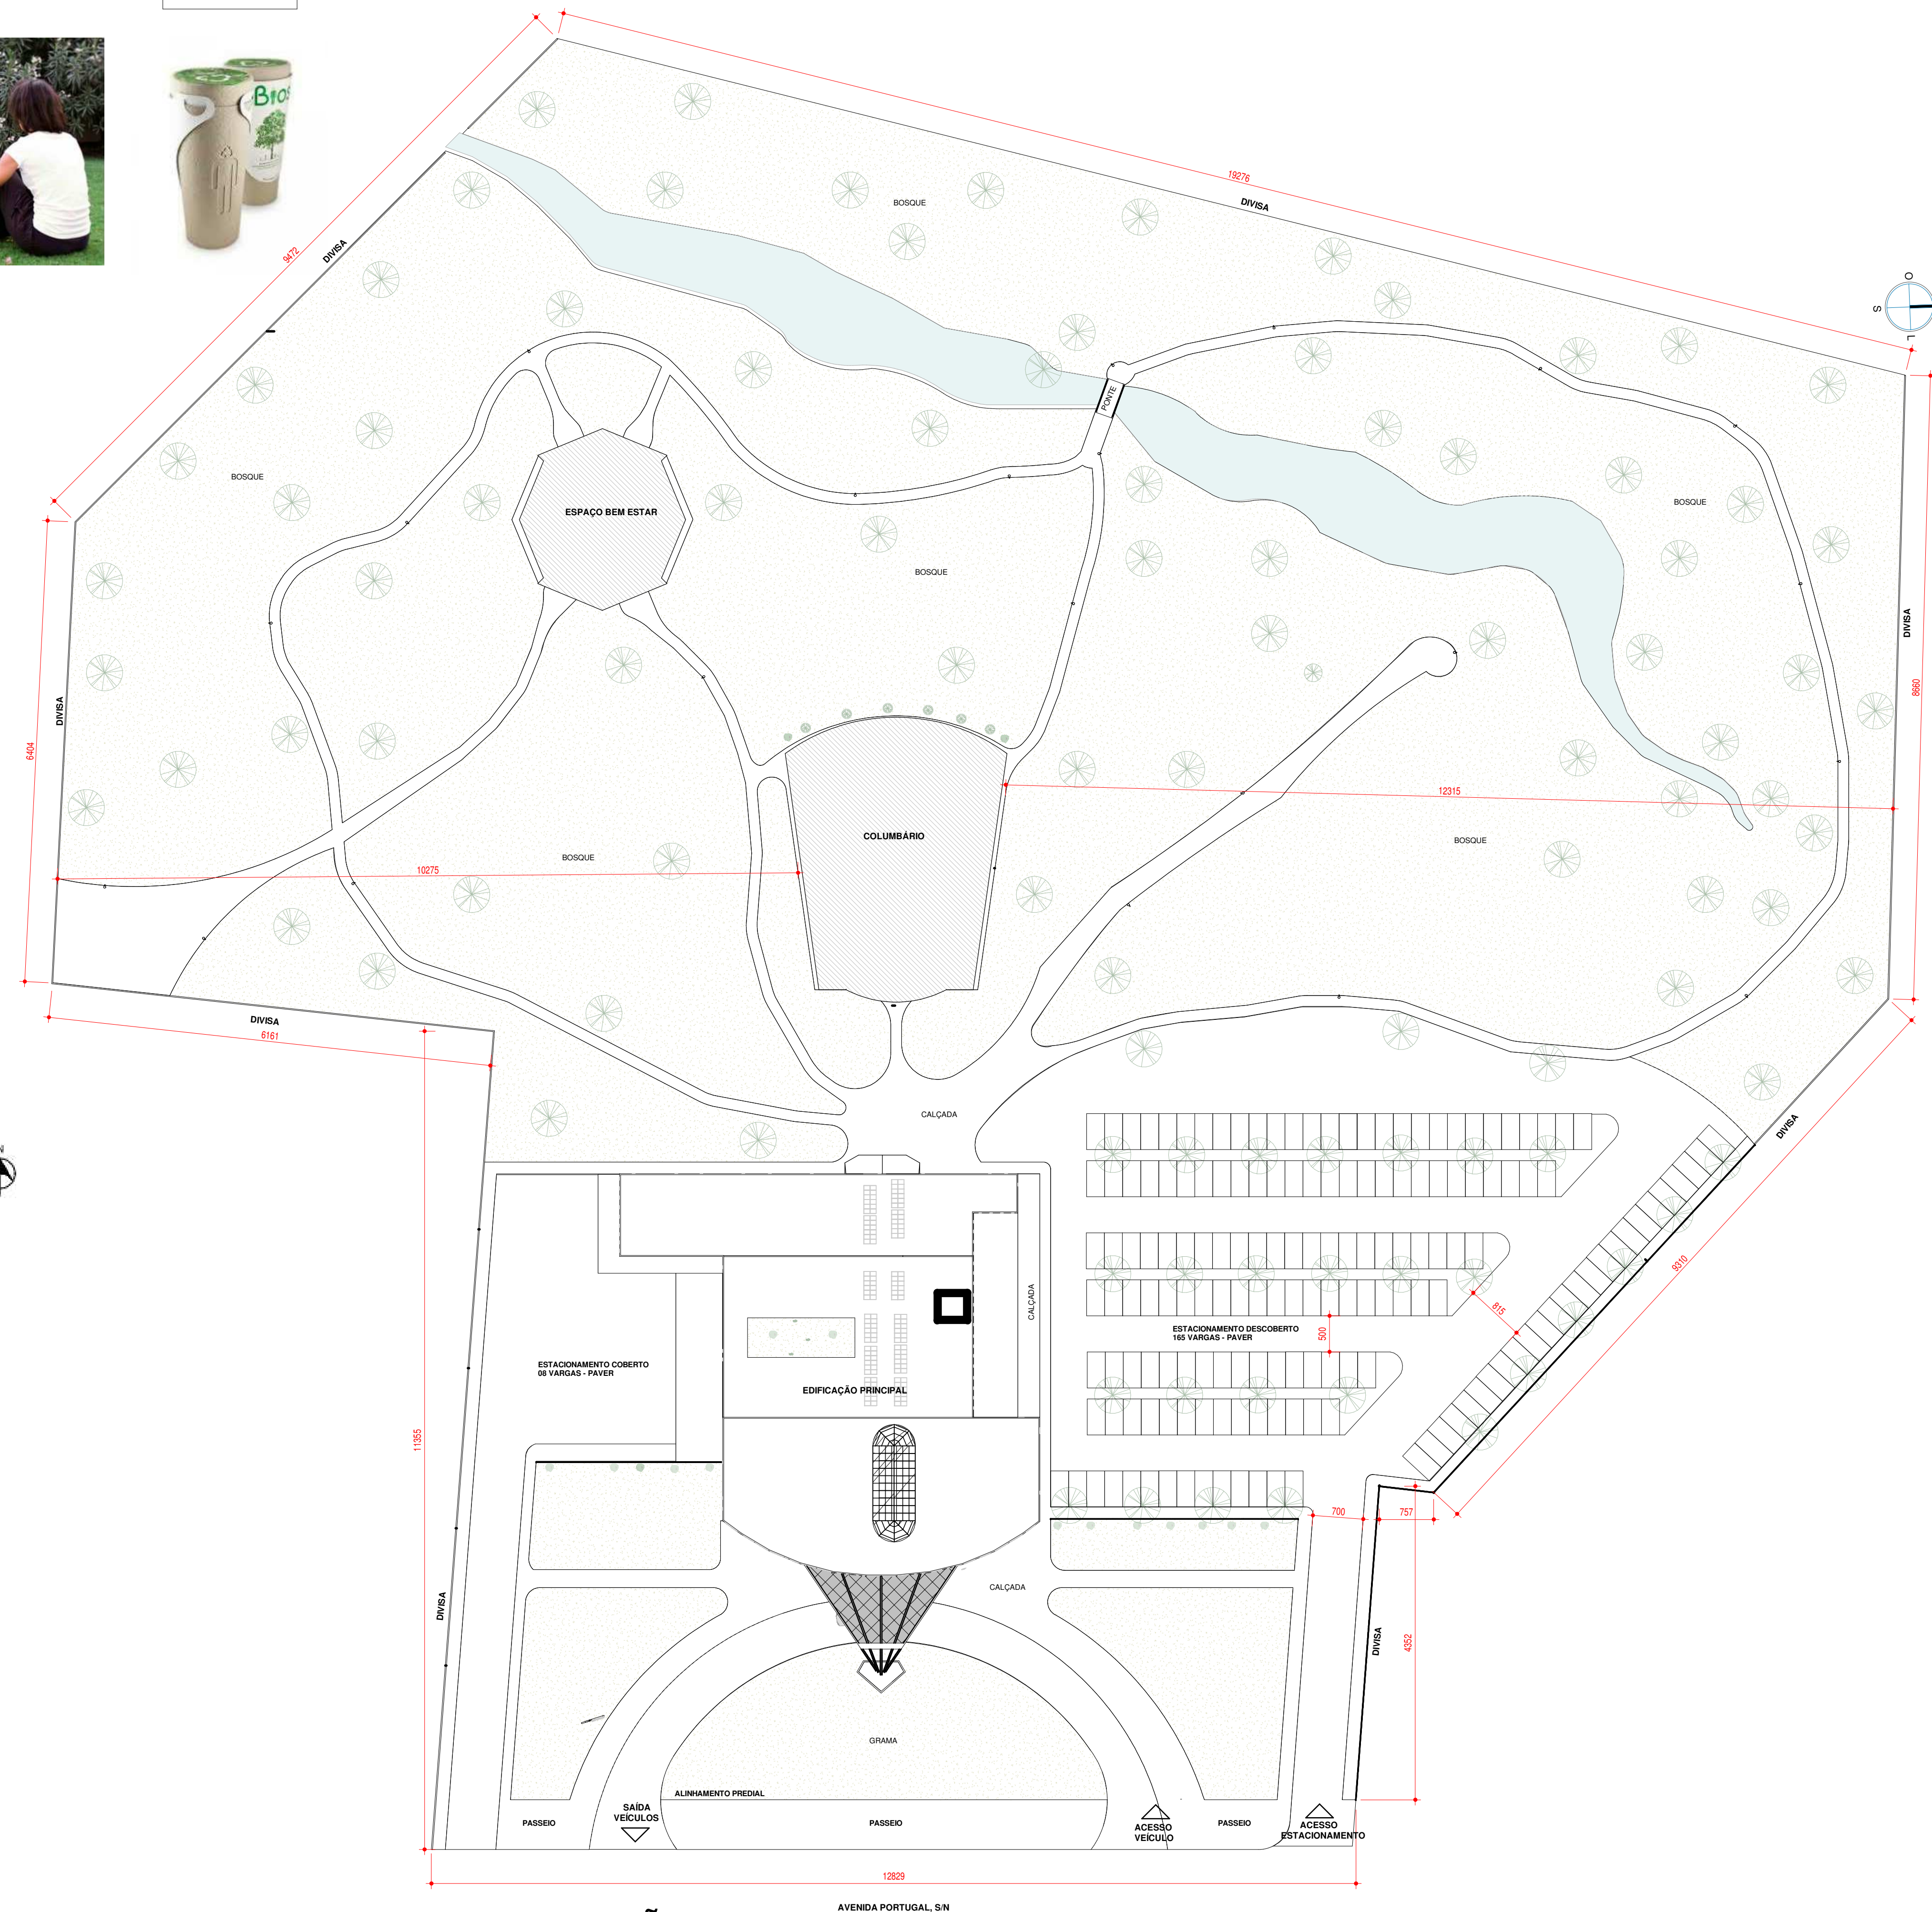 Bios
19276
DIVISA
BOSQUE
9472
DIVISA
O
S
L
PONTE
BOSQUE
BOSQUE
ESPAÇO BEM ESTAR
BOSQUE
DIVISA
8660
DIVISA
6404
12315
COLUMBÁRIO
BOSQUE
BOSQUE
10275
DIVISA
6161
CALÇADA
DIVISA
N
9310
CALÇADA
815
ESTACIONAMENTO DESCOBERTO
165 VARGAS - PAVER
500
ESTACIONAMENTO COBERTO
08 VARGAS - PAVER
EDIFICAÇÃO PRINCIPAL
11355
700
757
CALÇADA
DIVISA
DIVISA
4352
GRAMA
ALINHAMENTO PREDIAL
SAÍDA
VEÍCULOS
PASSEIO
PASSEIO
ACESSO
VEÍCULO
PASSEIO
ACESSO
ESTACIONAMENTO
12829
AVENIDA PORTUGAL, S/N